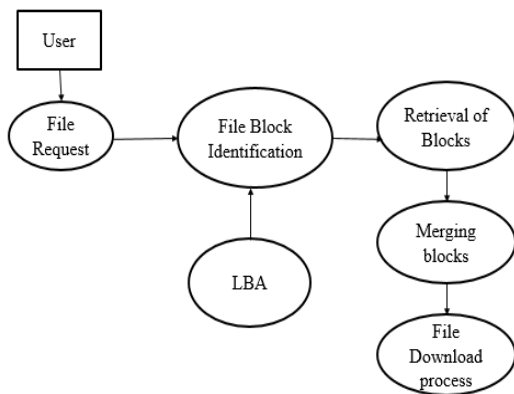 User
File
Request
File Block
Identification
Retrieval of
Blocks
LBA
Merging
blocks
File
Download
process